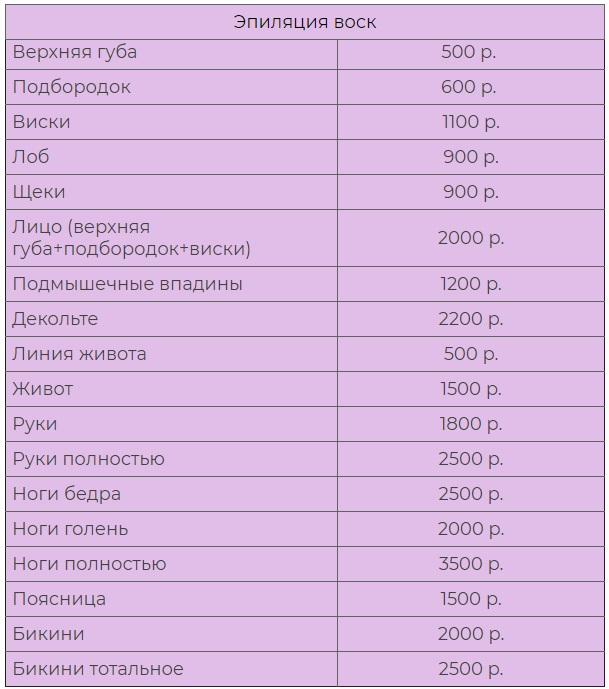 Эпиляция воск
Верхняя губа 500 р.
Подбородок 600 р.
Виски 1100 р.
Лоб 900 р.
Щеки 900 р.
Лицо (верхняя
губа+подбородок+виски) 2000 р.
Подмышечные впадины 1200 р.
Декольте 2200 р.
Линия живота 500 р.
Живот 1500 р.
Руки 1800 р.
Руки полностью 2500 р.
Ноги бедра 2500 р.
Ноги голень 2000 р.
Ноги полностью 3500 р.
Поясница 1500 р.
Бикини 2000 р.
Бикини тотальное 2500 р.